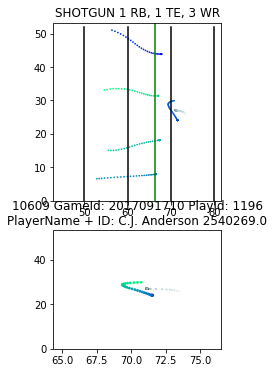 SHOTGUN 1 RB, 1 TE, 3 WR
50
40
30
20
10
0
50 60 70 80
10609 GameId: 2017091710 PlayId: 1196
PlayerName + ID: C.J. Anderson 2540269.0
40
20
0
65.0 67.5 70.0 72.5 75.0